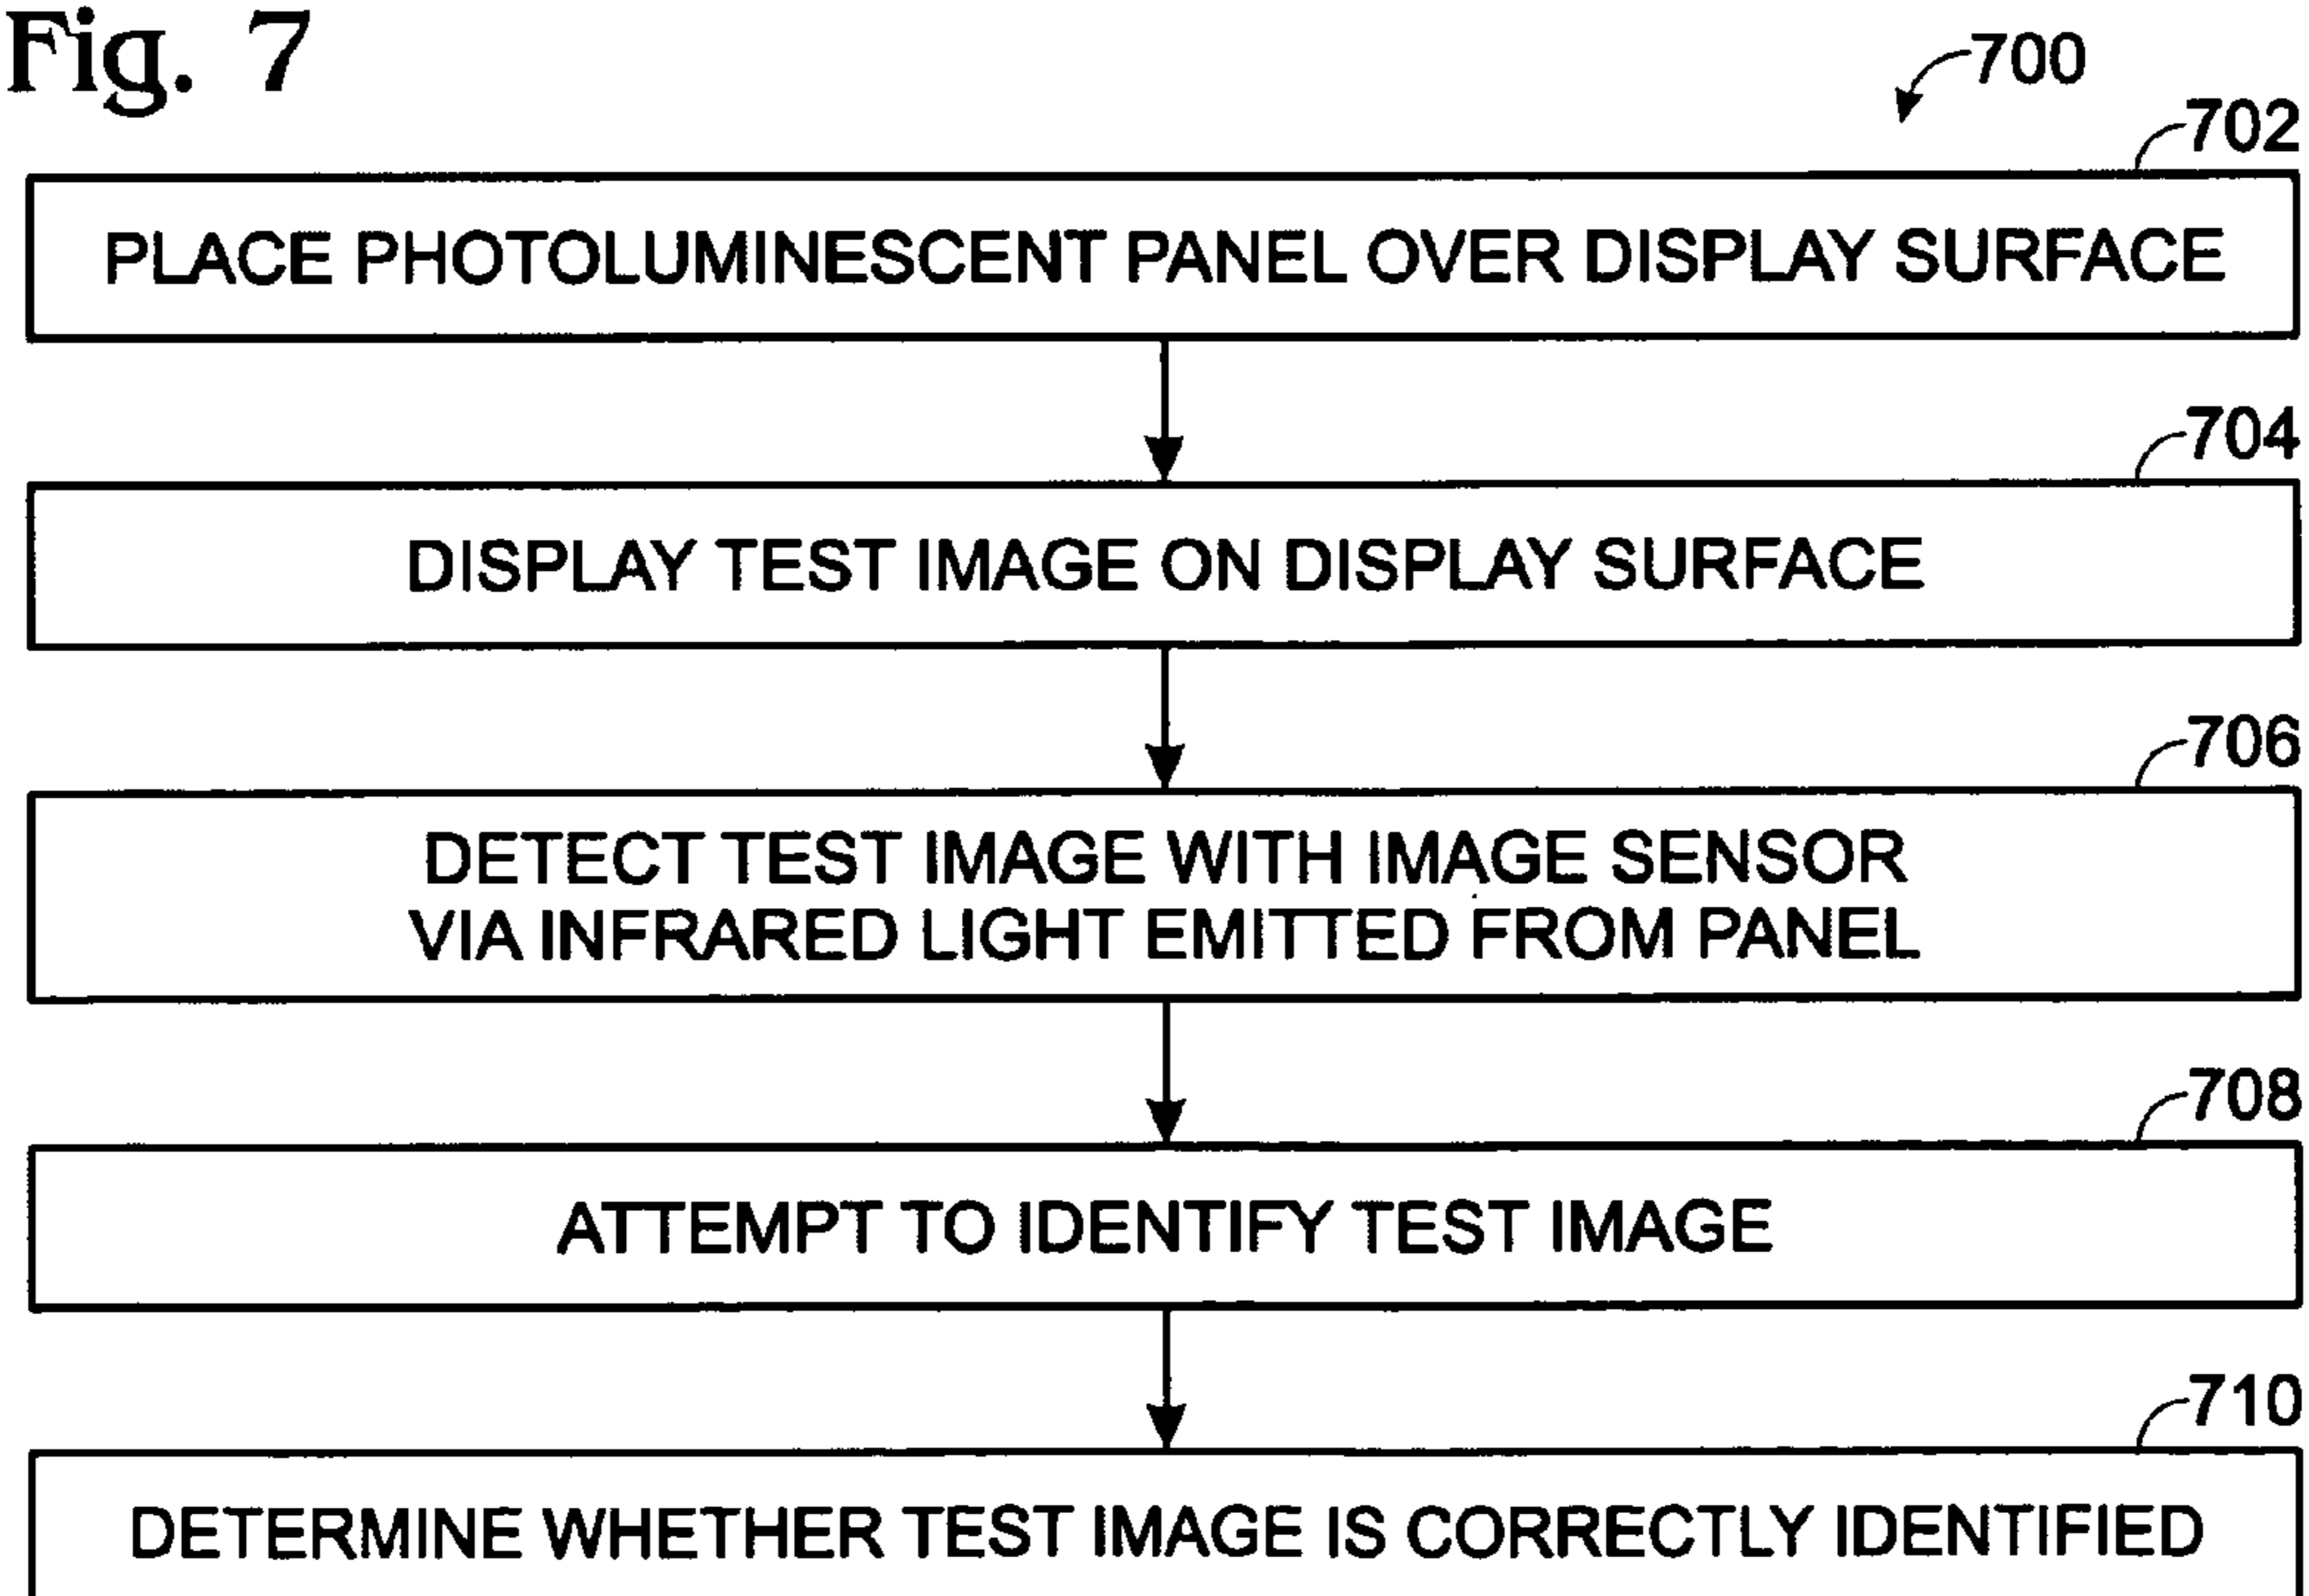 Fig. 7
700
702
PLACE PHOTOLUMINESCENT PANEL OVER DISPLAY SURFACE
704
DISPLAY TEST IMAGE ON DISPLAY SURFACE
706
DETECT TEST IMAGE WITH IMAGE SENSOR
VIA INFRARED LIGHT EMITTED FROM PANEL
708
ATTEMPT TO IDENTIFY TEST IMAGE
710
DETERMINE WHETHER TEST IMAGE IS CORRECTLY IDENTIFIED